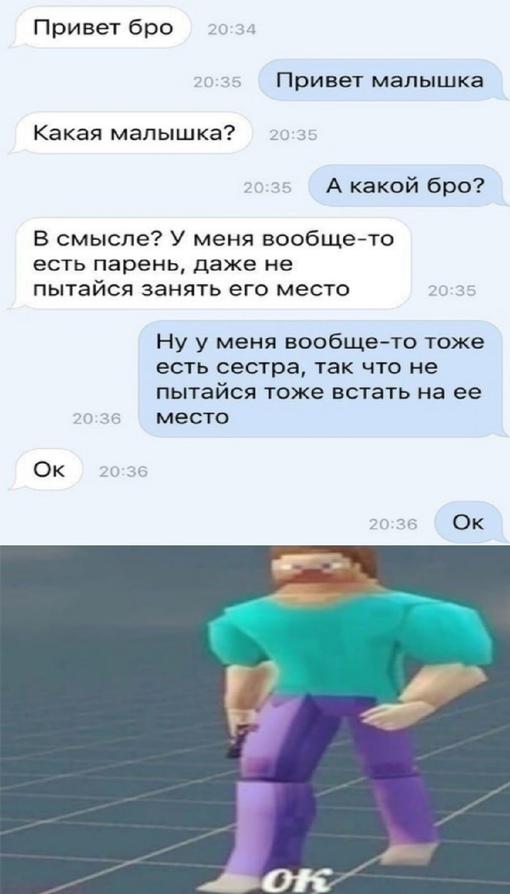 Привет бро 20:34
20:35 Привет малышка
Какая малышка? 20:35
20:35 А какой бро?
В смысле? У меня вообще-то
есть парень, даже не
пытайся занять его место 20:35
Ну у меня вообще-то тоже
есть сестра, так что не
пытайся тоже встать на ее
20:36 место
Ок 20:36
20:36 Ок
ок